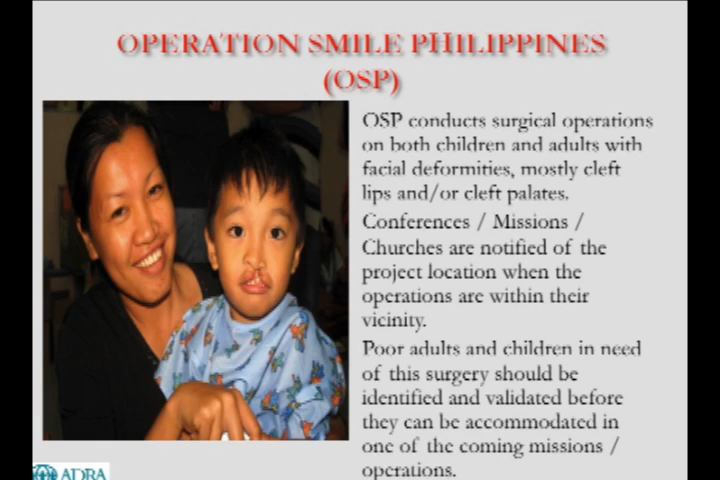 OPERATION SMILE PHILIPPINES
(OSP)
OSP conducts surgical operations
on both children and adults with
facial deformities, mostly cleft
lips and/or cleft palates.
Conferences / Missions /
Churches are notified of the
project location when the
operations are within their
vicinity.
Poor adults and children in need
of this surgery should be
identified and validated before
they can be accommodated in
one of the coming missions /
operations.
ADRA